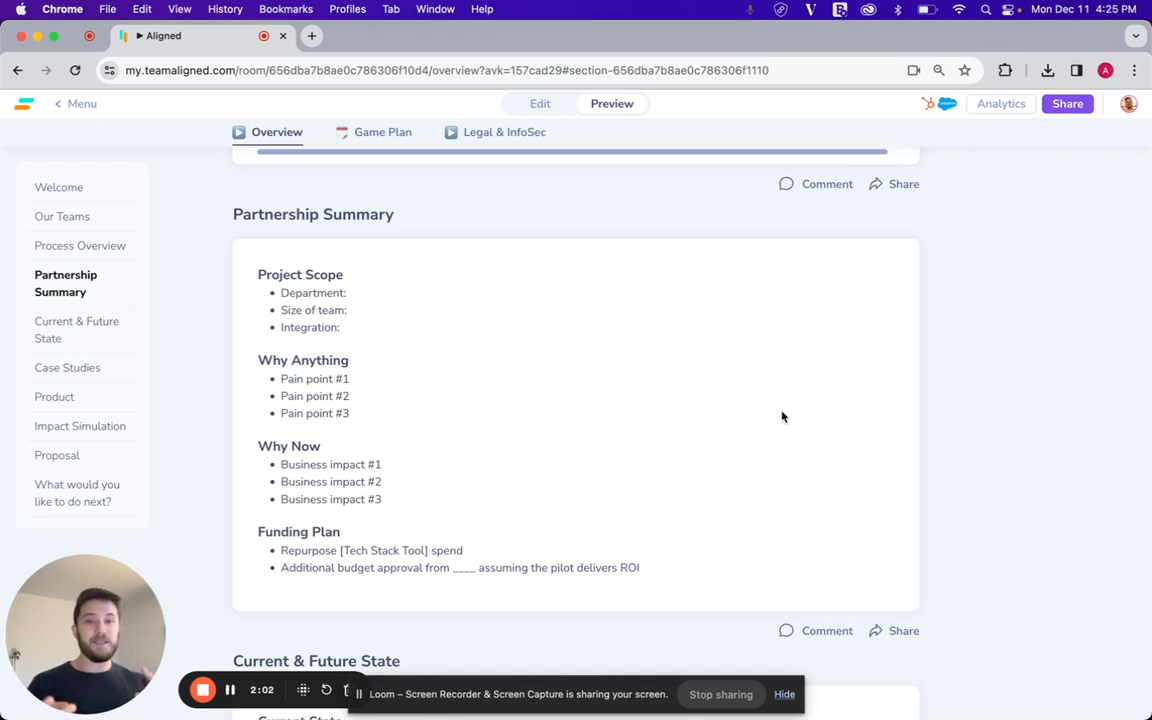 Chrome File Edit View History Bookmarks Profiles Tab Window Help
Mon Dec 11 4:25 PM
Aligned
my.teamaligned.com/room/656dba7b8ae0c786306f10d4/overview?avk=157cad29#section-656dba7b8ae0c786306f1110
A
Menu
Edit Preview
Analytics Share
Overview
Game Plan
Legal & InfoSec
Comment Share
Welcome
Our Teams
Process Overview
Partnership
Summary
Current & Future
State
Case Studies
Product
Impact Simulation
Proposal
What would you
like to do next?
Partnership Summary
Project Scope
• Department:
• Size of team:
• Integration:
Why Anything
• Pain point #1
• Pain point #2
• Pain point #3
Why Now
• Business impact #1
• Business impact #2
• Business impact #3
Funding Plan
• Repurpose [Tech Stack Tool] spend
• Additional budget approval from ____ assuming the pilot delivers ROI
Comment Share
Current & Future State
2:02
Loom – Screen Recorder & Screen Capture is sharing your screen.
Stop sharing
Hide